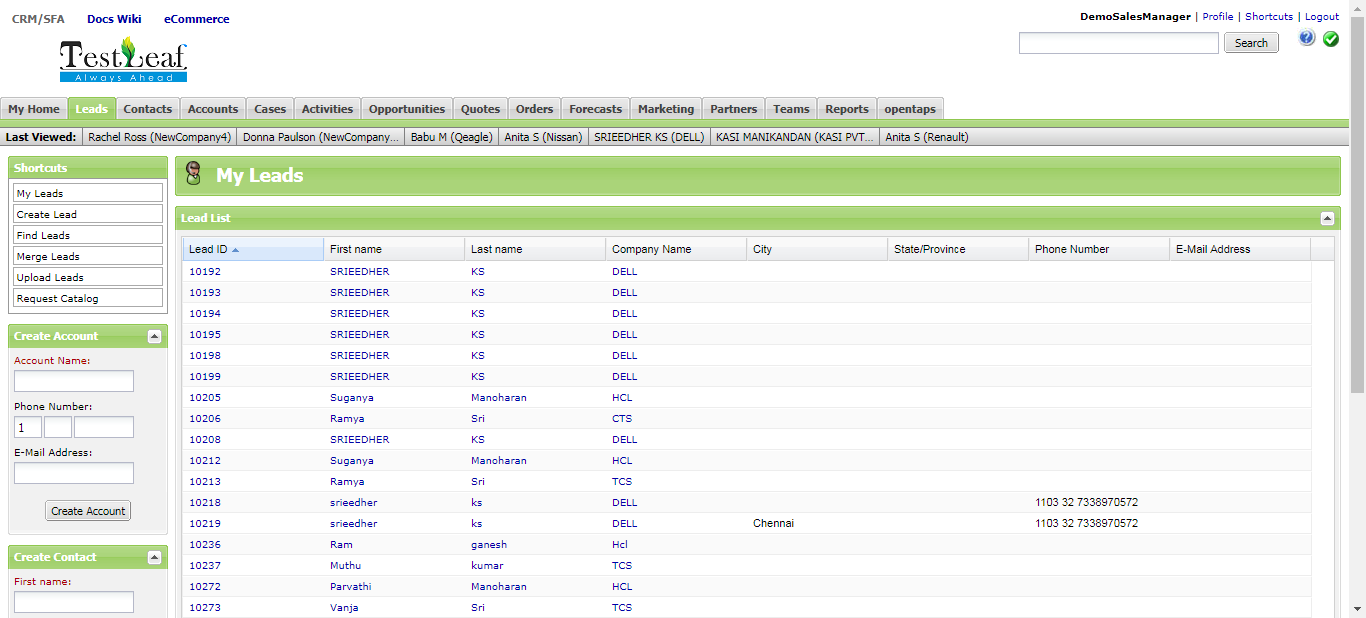 CRM/SFA Docs Wiki eCommerce
DemoSalesManager | Profile | Shortcuts | Logout
TestLeaf
Always Ahead
Search
My Home Leads Contacts Accounts Cases Activities Opportunities Quotes Orders Forecasts Marketing Partners Teams Reports opentaps
Last Viewed: Rachel Ross (NewCompany4) Donna Paulson (NewCompany... Babu M (Qeagle) Anita S (Nissan) SRIEEDHER KS (DELL) KASI MANIKANDAN (KASI PVT... Anita S (Renault)
Shortcuts
My Leads
Create Lead
Find Leads
Merge Leads
Upload Leads
Request Catalog
Create Account
Account Name:
Phone Number:
1
E-Mail Address:
Create Account
Create Contact
First name:
My Leads
Lead List
Lead ID First name Last name Company Name City State/Province Phone Number E-Mail Address
10192 SRIEEDHER KS DELL
10193 SRIEEDHER KS DELL
10194 SRIEEDHER KS DELL
10195 SRIEEDHER KS DELL
10198 SRIEEDHER KS DELL
10199 SRIEEDHER KS DELL
10205 Suganya Manoharan HCL
10206 Ramya Sri CTS
10208 SRIEEDHER KS DELL
10212 Suganya Manoharan HCL
10213 Ramya Sri TCS
10218 srieedher ks DELL 1103 32 7338970572
10219 srieedher ks DELL Chennai 1103 32 7338970572
10236 Ram ganesh Hcl
10237 Muthu kumar TCS
10272 Parvathi Manoharan HCL
10273 Vanja Sri TCS